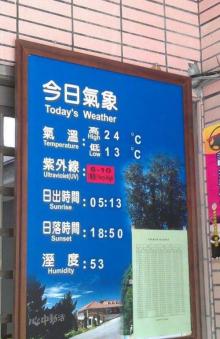 今日氣象
Today's Weather
氣溫：高 24 °C
Temperature High
低 13 °C
Low
紫外線：6-10
Ultraviolet(UV)
日出時間：05:13
Sunrise
日落時間：18:50
Sunset
溼度：53
Humidity